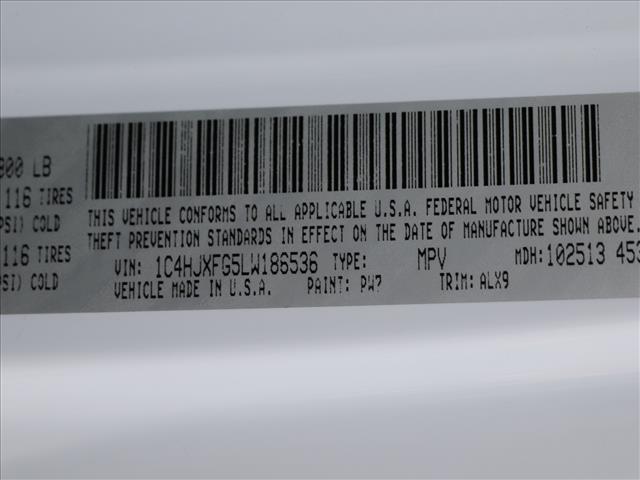 800 LB
116 TIRES
PSI) COLD
116 TIRES
PSI) COLD
THIS VEHICLE CONFORMS TO ALL APPLICABLE U.S.A. FEDERAL MOTOR VEHICLE SAFETY
THEFT PREVENTION STANDARDS IN EFFECT ON THE DATE OF MANUFACTURE SHOWN ABOVE.
VIN: 1C4HJXFG5LW186536 TYPE: MPV MDH: 102513 453
VEHICLE MADE IN U.S.A. PAINT: PW7 TRIM: ALX9